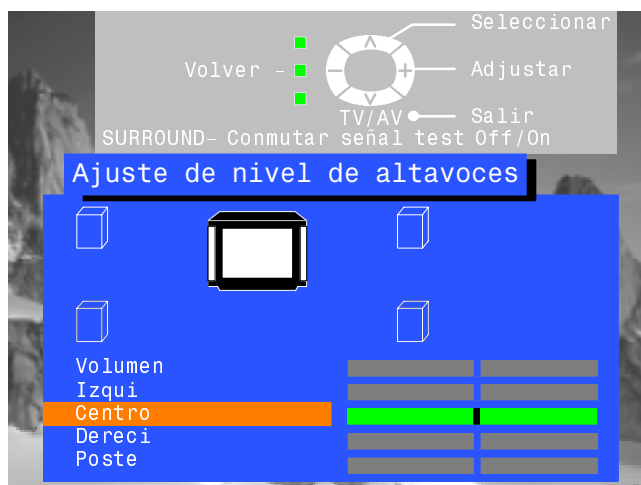 Seleccionar
Volver –
Adjustar
TV/AV
Salir
SURROUND– Conmutar señal test Off/On
Ajuste de nivel de altavoces
Volumen
Izqui
Centro
Dereci
Poste